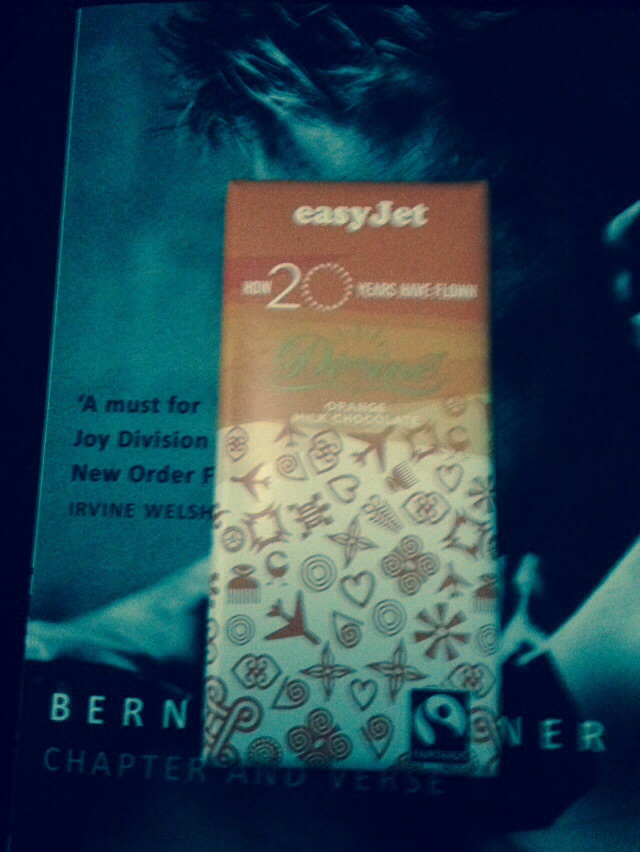 easyJet
HOW 20 YEARS HAVE FLOWN
Divine
ORANGE
MILK CHOCOLATE
'A must for
Joy Division
New Order F
IRVINE WELSH
FAIRTRADE
BERN NER
CHAPTER AND VERSE